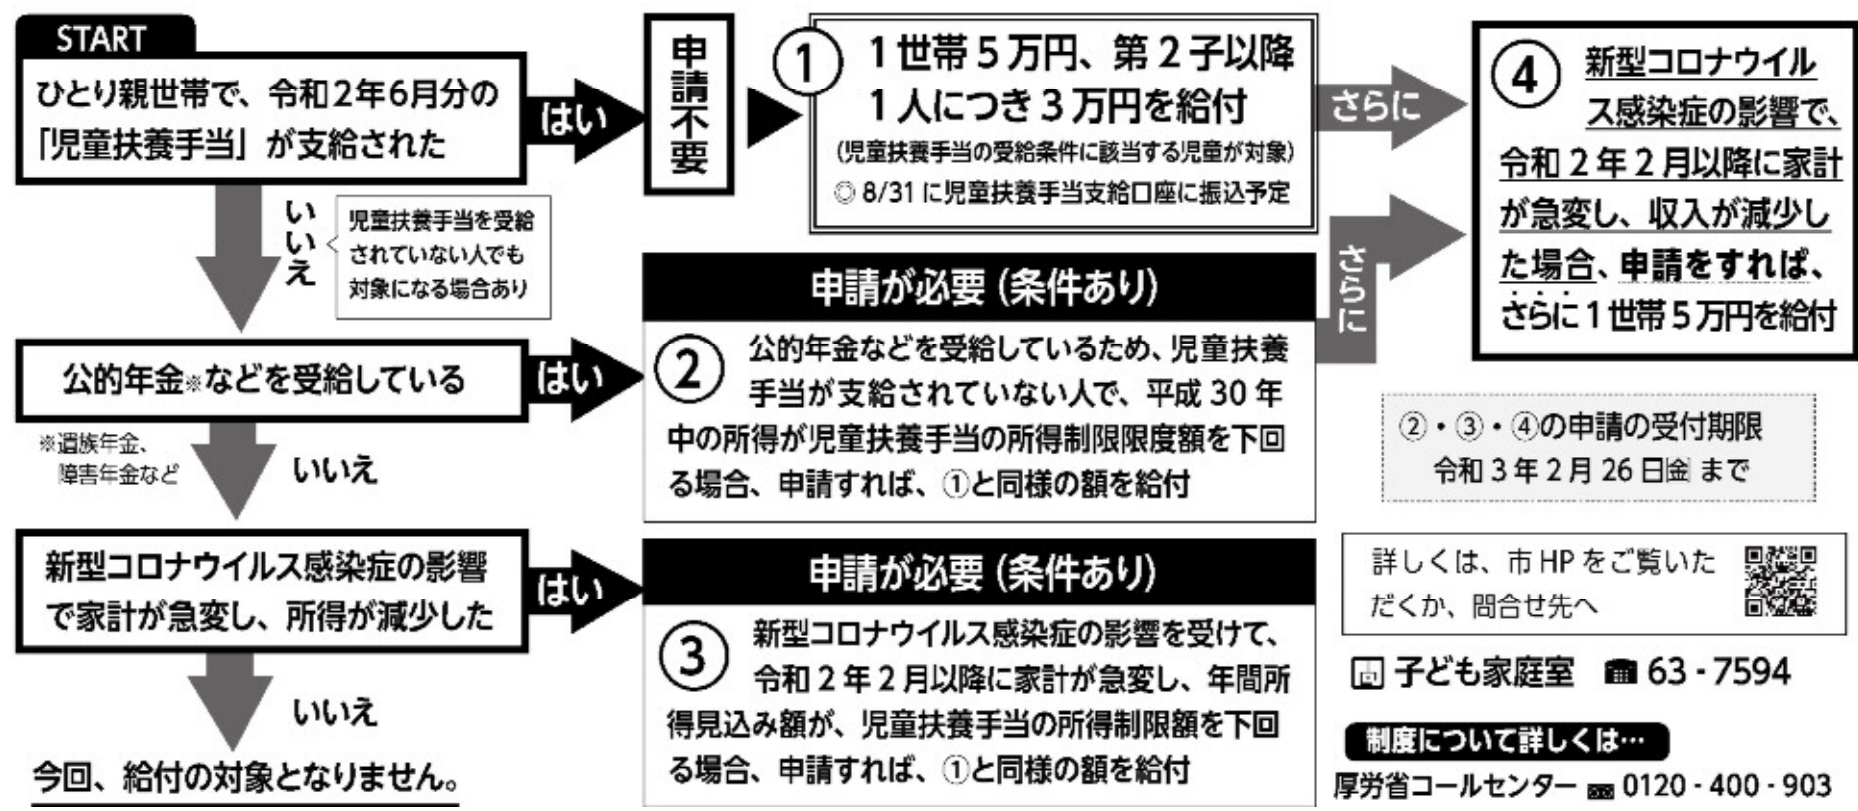 START
ひとり親世帯で、令和2年6月分の
「児童扶養手当」が支給された
はい
申請不要
① 1世帯5万円、第2子以降
1人につき3万円を給付
(児童扶養手当の受給条件に該当する児童が対象)
◎8/31に児童扶養手当支給口座に振込予定
さらに
④ 新型コロナウイル
ス感染症の影響で、
令和2年2月以降に家計
が急変し、収入が減少し
た場合、申請をすれば、
さらに1世帯5万円を給付
いいえ
児童扶養手当を受給
されていない人でも
対象になる場合あり
公的年金※などを受給している
※遺族年金、
障害年金など
はい
申請が必要(条件あり)
② 公的年金などを受給しているため、児童扶養
手当が支給されていない人で、平成30年
中の所得が児童扶養手当の所得制限限度額を下回
る場合、申請すれば、①と同様の額を給付
さらに
いいえ
新型コロナウイルス感染症の影響
で家計が急変し、所得が減少した
はい
申請が必要(条件あり)
③ 新型コロナウイルス感染症の影響を受けて、
令和2年2月以降に家計が急変し、年間所
得見込み額が、児童扶養手当の所得制限額を下回
る場合、申請すれば、①と同様の額を給付
いいえ
今回、給付の対象となりません。
②・③・④の申請の受付期限
令和3年2月26日㈮まで
詳しくは、市HPをご覧いた
だくか、問合せ先へ
子ども家庭室 ☎63-7594
制度について詳しくは…
厚労省コールセンター 0120-400-903